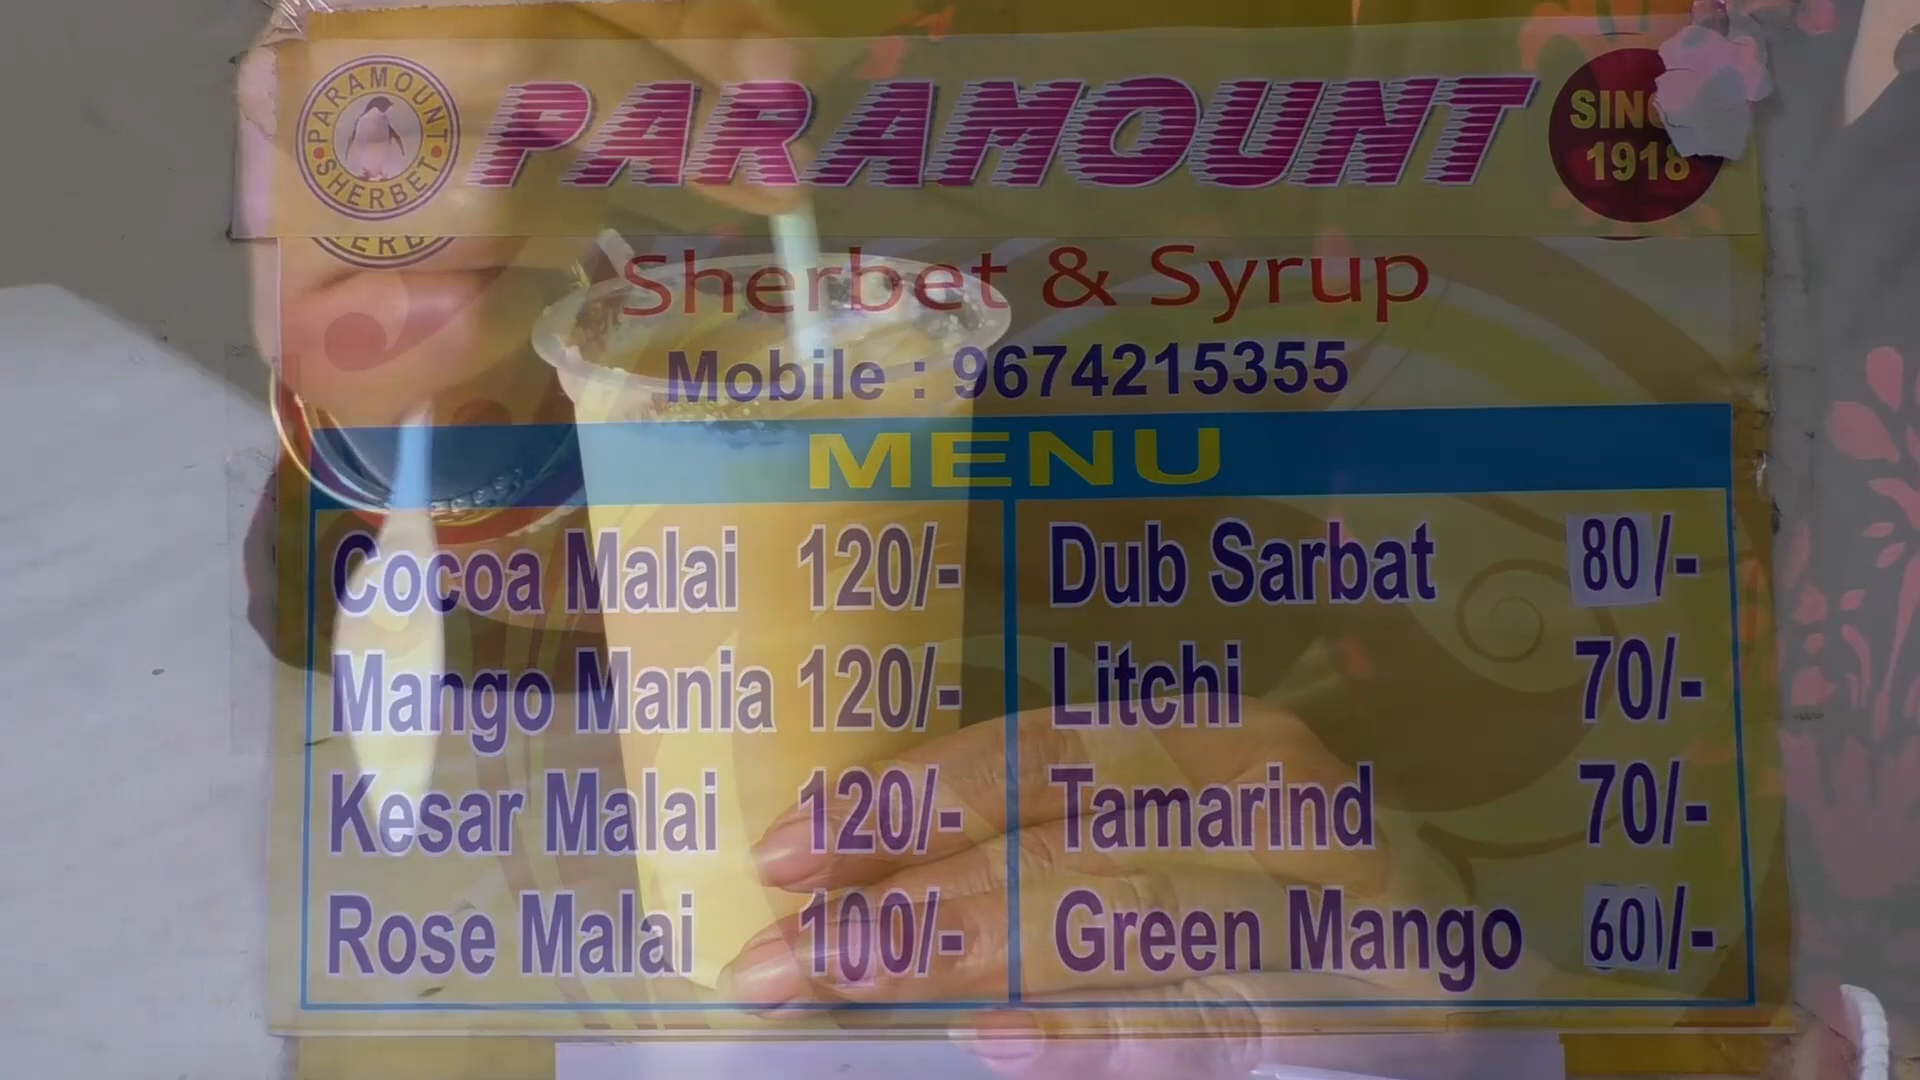 PARAMOUNT
SHERBET
ERB
PARAMOUNT
SINC
1918
Sherbet & Syrup
Mobile : 9674215355
MENU
Cocoa Malai 120/-
Mango Mania 120/-
Kesar Malai 120/-
Rose Malai 100/-
Dub Sarbat 80/-
Litchi 70/-
Tamarind 70/-
Green Mango 60/-